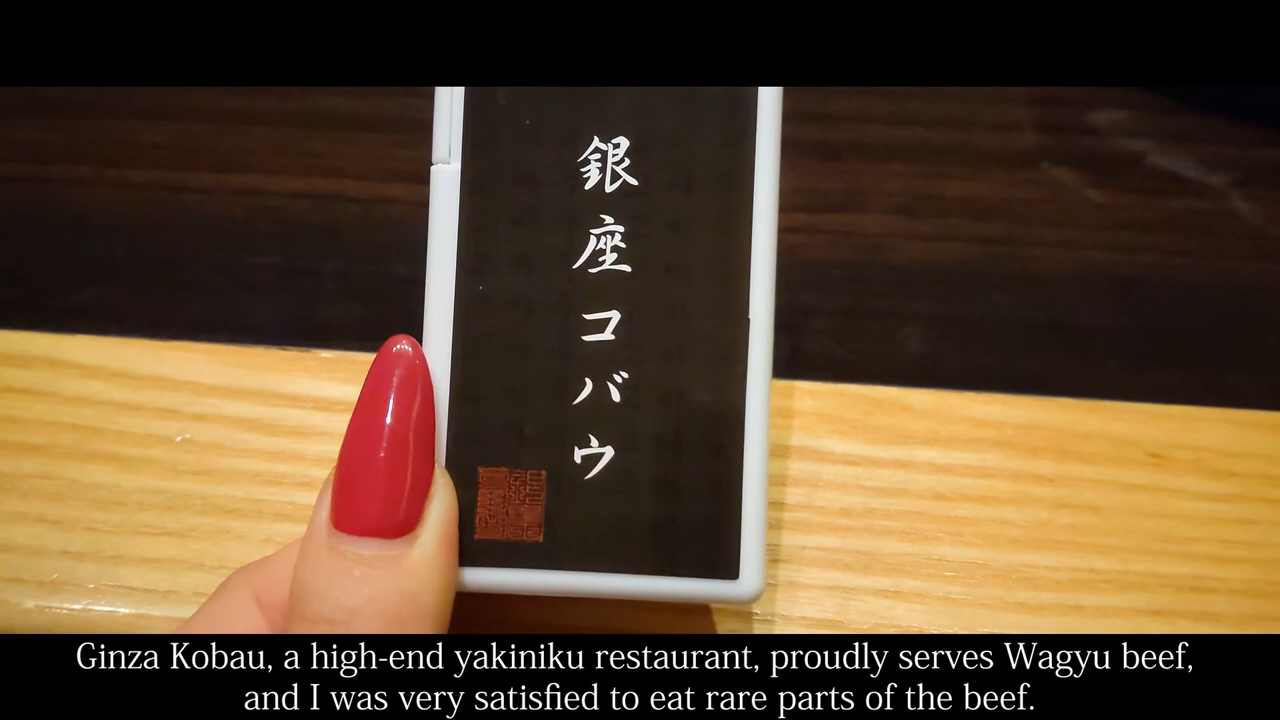 銀座コバウ
Ginza Kobau, a high-end yakiniku restaurant, proudly serves Wagyu beef,
and I was very satisfied to eat rare parts of the beef.